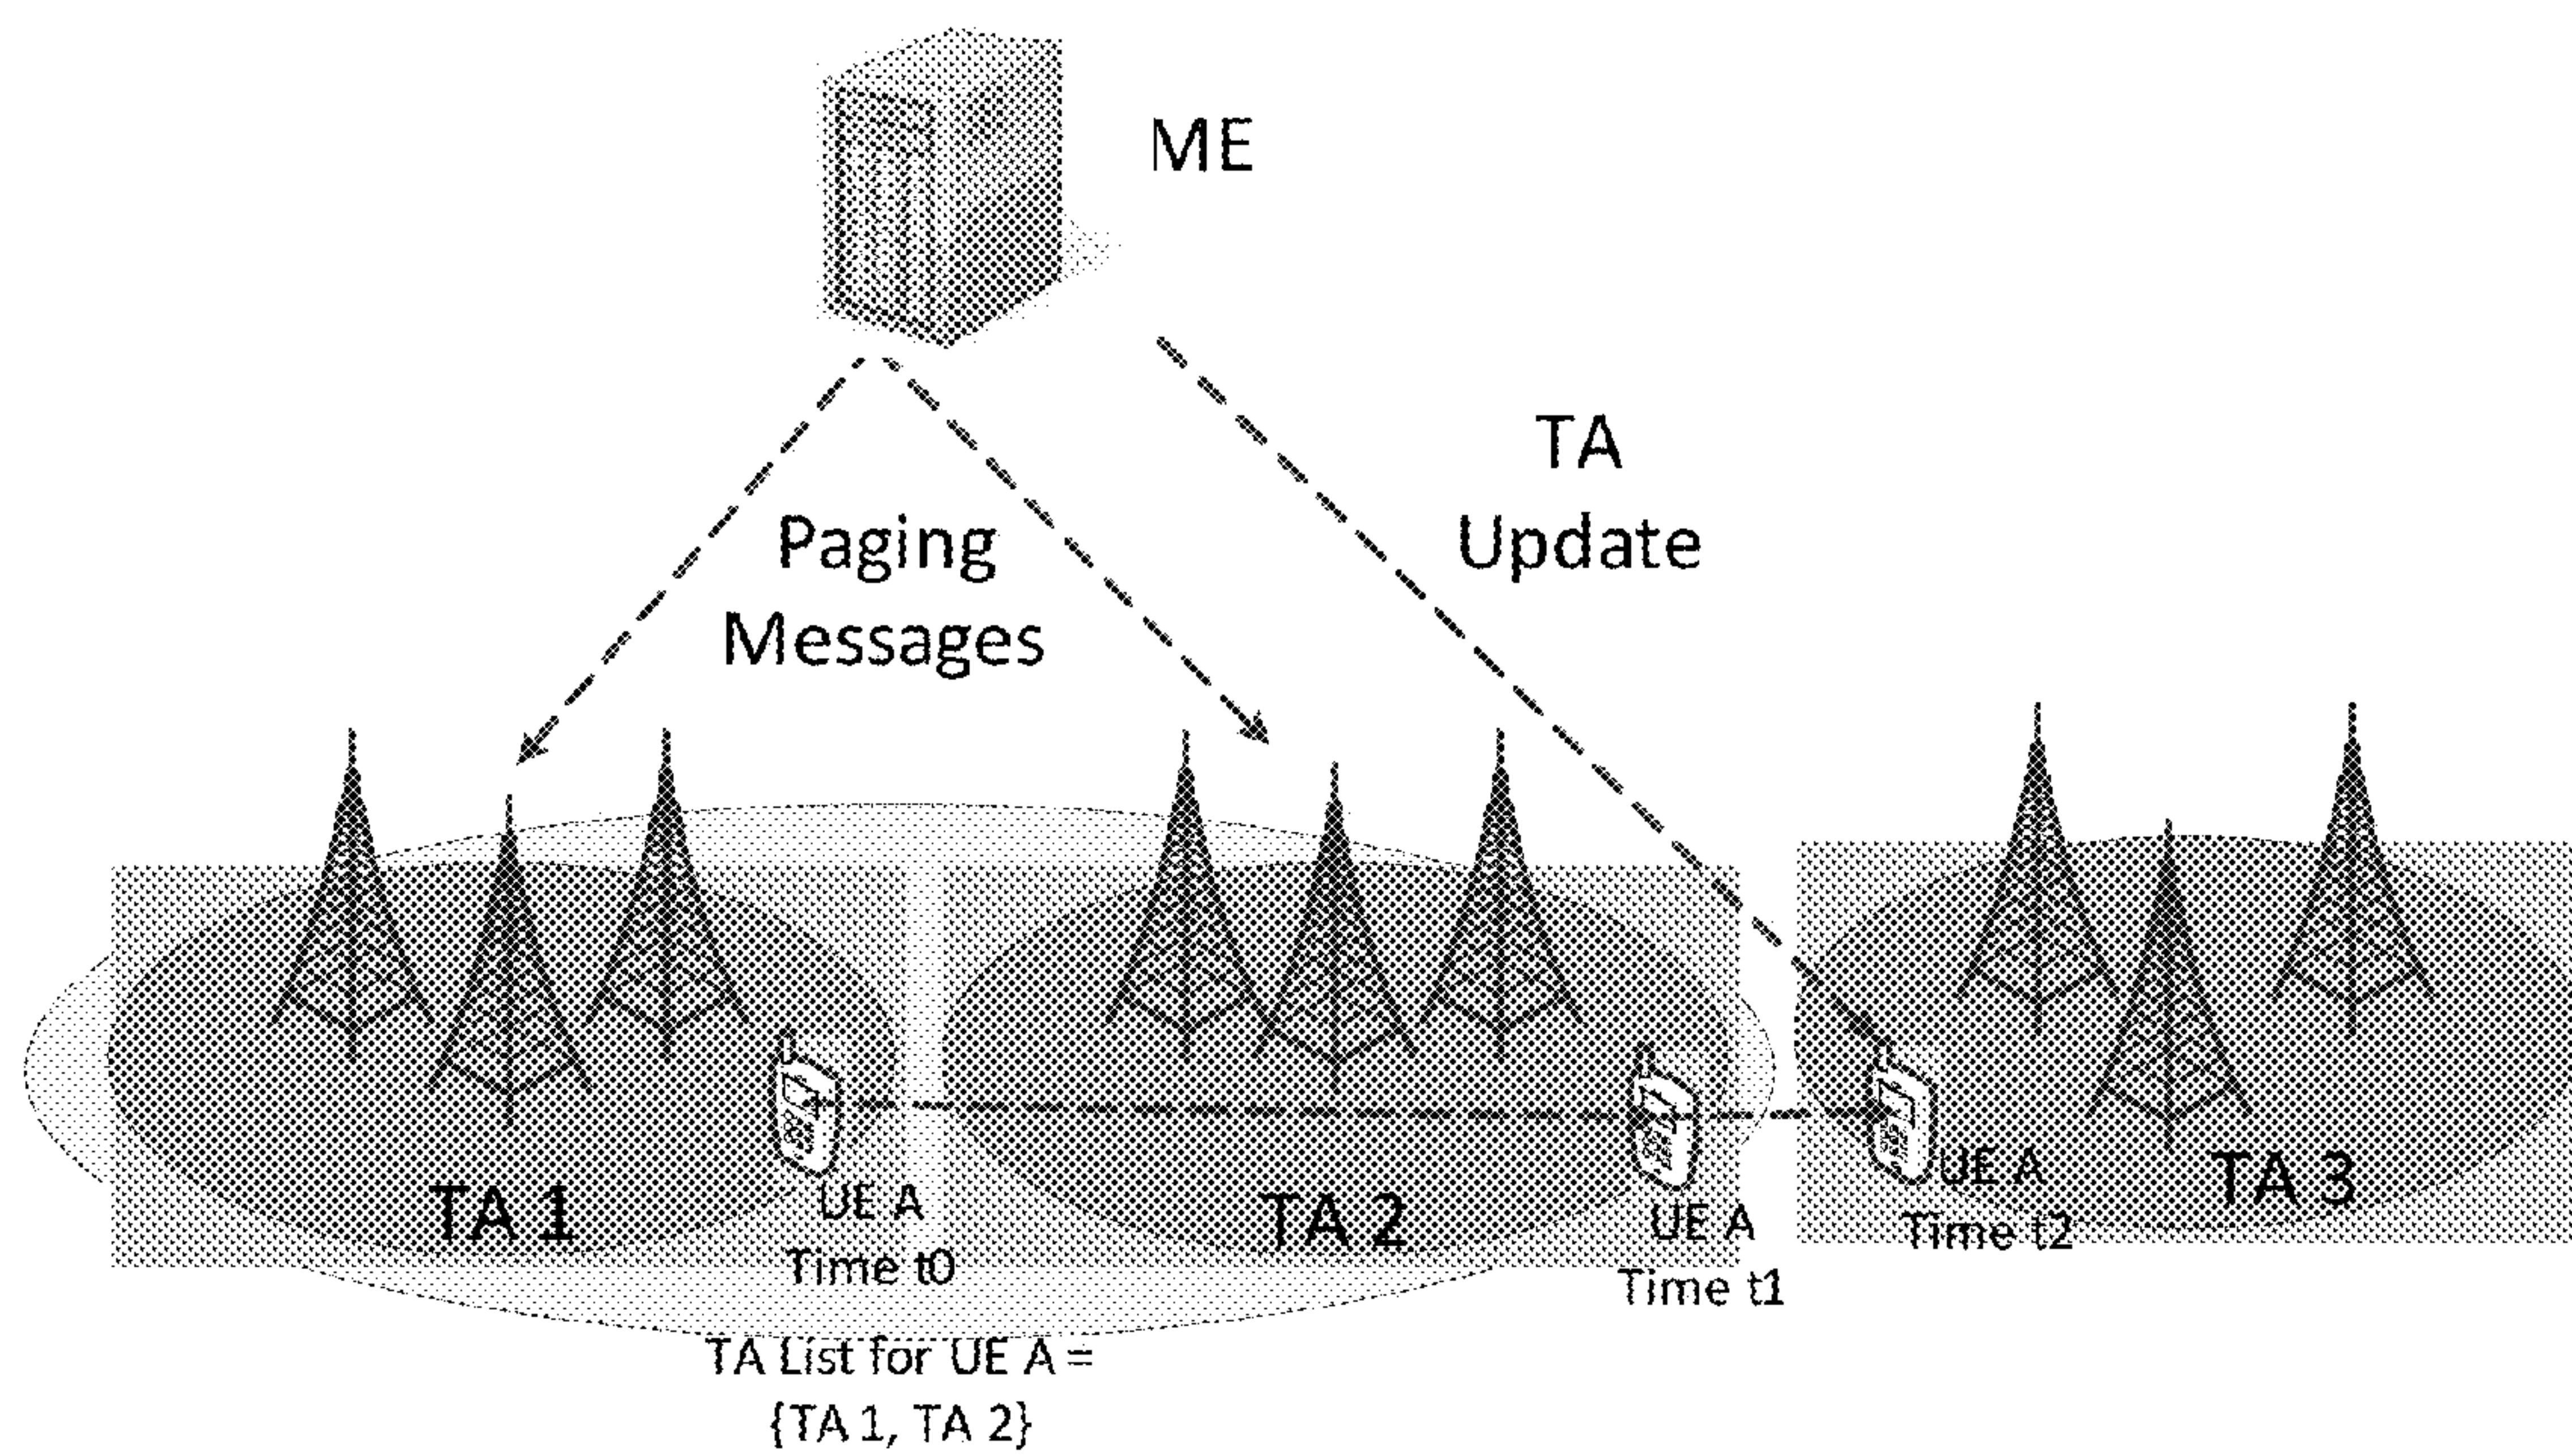 ME
TA
Update
Paging
Messages
TA 1
UE A
Time t0
TA 2
UE A
Time t1
UE A
Time t2
TA 3
TA List for UE A =
{TA 1, TA 2}